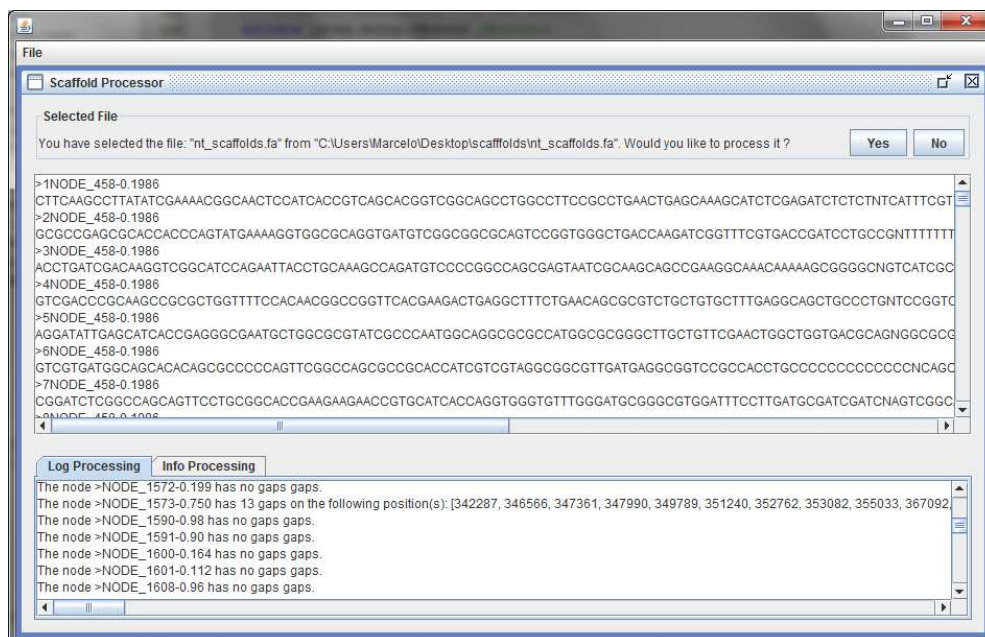 File
Scaffold Processor
Selected File
You have selected the file: "nt_scaffolds.fa" from "C:\Users\Marcelo\Desktop\scafffolds\nt_scaffolds.fa". Would you like to process it ?
Yes
No
>1NODE_458-0.1986
CTTCAAGCCTTATATCGAAAACGGCAACTCCATCACCGTCAGCACGGTCGGCAGCCTGGCCTTCCGCCTGAACTGAGCAAAGCATCTCGAGATCTCTCTNTCATTTCGT
>2NODE_458-0.1986
GCGCCGAGCGCACCACCCAGTATGAAAAGGTGGCGCAGGTGATGTCGGCGGCGCAGTCCGGTGGGCTGACCAAGATCGGTTTCGTGACCGATCCTGCCGNTTTTTTT
>3NODE_458-0.1986
ACCTGATCGACAAGGTCGGCATCCAGAATTACCTGCAAAGCCAGATGTCCCCGGCCAGCGAGTAATCGCAAGCAGCCGAAGGCAAACAAAAAGCGGGGCNGTCATCGC
>4NODE_458-0.1986
GTCGACCCGCAAGCCGCGCTGGTTTTCCACAACGGCCGGTTCACGAAGACTGAGGCTTTCTGAACAGCGCGTCTGCTGTGCTTTGAGGCAGCTGCCCTGNTCCGGTC
>5NODE_458-0.1986
AGGATATTGAGCATCACCGAGGGCGAATGCTGGCGCGTATCGCCCAATGGCAGGCGCGCCATGGCGCGGGCTTGCTGTTCGAACTGGCTGGTGACGCAGNGGCGCG
>6NODE_458-0.1986
GTCGTGATGGCAGCACACAGCGCCCCCAGTTCGGCCAGCGCCGCACCATCGTCGTAGGCGGCGTTGATGAGGCGGTCCGCCACCTGCCCCCCCCCCCCCCNCAGC
>7NODE_458-0.1986
CGGATCTCGGCCAGCAGTTCCTGCGGCACCGAAGAAGAACCGTGCATCACCAGGTGGGTGTTTGGGATGCGGGCGTGGATTTCCTTGATGCGATCGATCNAGTCGGC
>8NODE_458-0.1986
Log Processing
Info Processing
The node >NODE_1572-0.199 has no gaps gaps.
The node >NODE_1573-0.750 has 13 gaps on the following position(s): [342287, 346566, 347361, 347990, 349789, 351240, 352762, 353082, 355033, 367092,
The node >NODE_1590-0.98 has no gaps gaps.
The node >NODE_1591-0.90 has no gaps gaps.
The node >NODE_1600-0.164 has no gaps gaps.
The node >NODE_1601-0.112 has no gaps gaps.
The node >NODE_1608-0.96 has no gaps gaps.